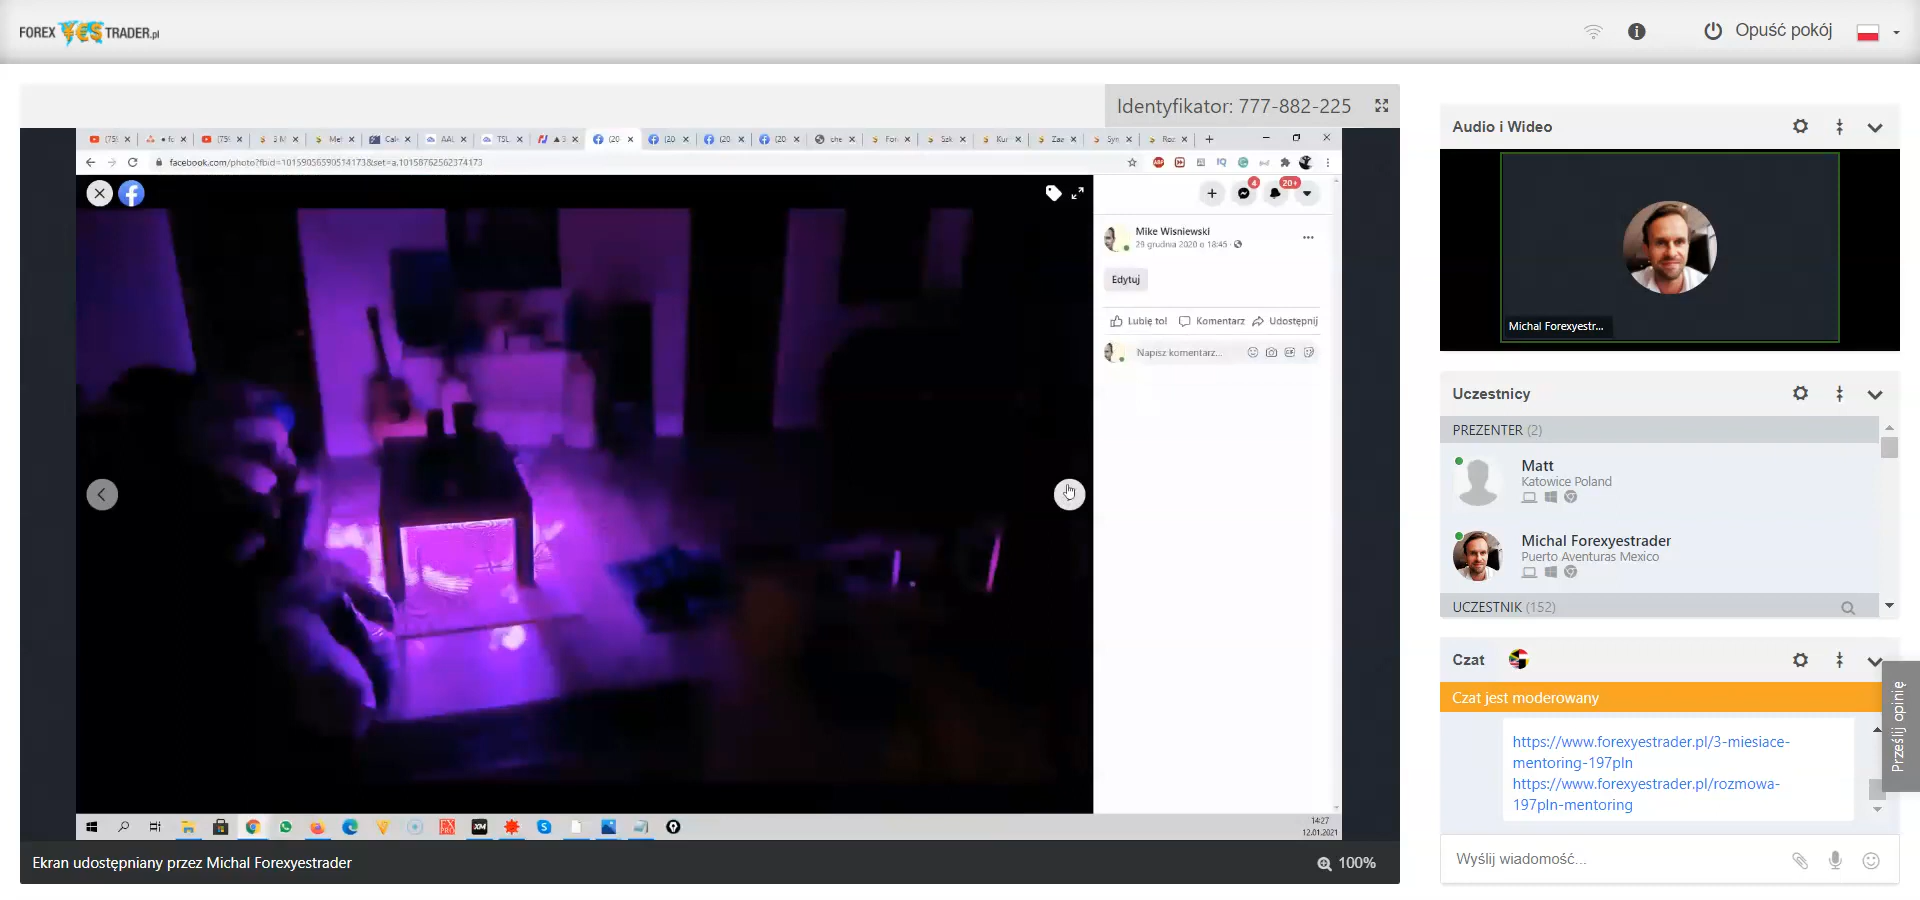 FOREX YES TRADER.pl
Opuść pokój
Identyfikator: 777-882-225
facebook.com/photo?fbid=10159056590514173&set=a.10158762562374173
4
20+
Mike Wisniewski
29 grudnia 2020 o 18:45
Edytuj
Lubię to!
Komentarz
Udostępnij
Napisz komentarz...
14:27
12.01.2021
Ekran udostępniany przez Michal Forexyestrader
100%
Audio i Wideo
Michal Forexyestr...
Uczestnicy
PREZENTER (2)
Matt
Katowice Poland
Michal Forexyestrader
Puerto Aventuras Mexico
UCZESTNIK (152)
Czat
Czat jest moderowany
https://www.forexyestrader.pl/3-miesiace-
mentoring-197pln
https://www.forexyestrader.pl/rozmowa-
197pln-mentoring
Wyślij wiadomość...
Prześlij opinię